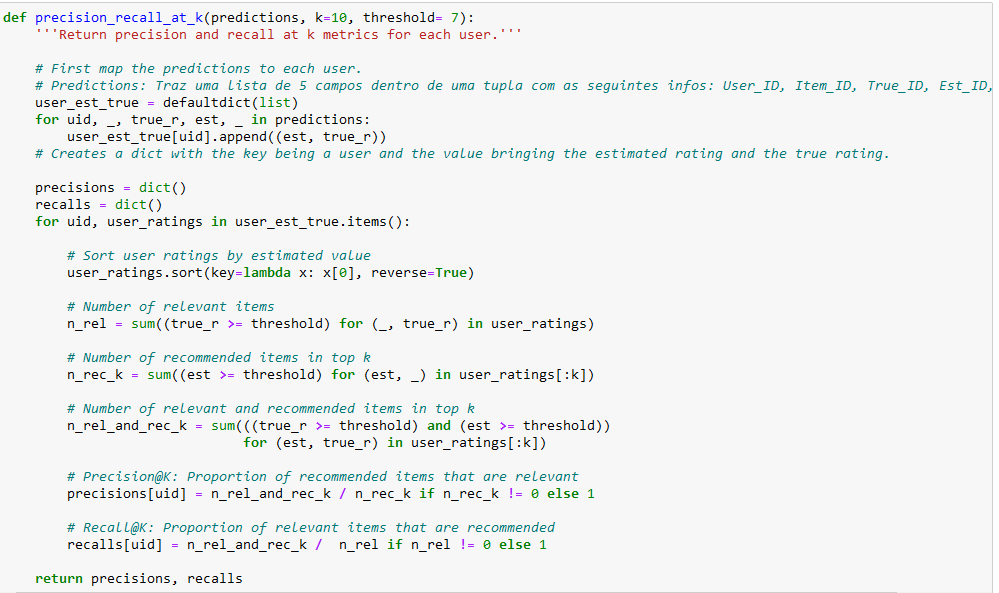 def precision_recall_at_k(predictions, k=10, threshold= 7):
    '''Return precision and recall at k metrics for each user.'''

    # First map the predictions to each user.
    # Predictions: Traz uma lista de 5 campos dentro de uma tupla com as seguintes infos: User_ID, Item_ID, True_ID, Est_ID,
    user_est_true = defaultdict(list)
    for uid, _, true_r, est, _ in predictions:
        user_est_true[uid].append((est, true_r))
    # Creates a dict with the key being a user and the value bringing the estimated rating and the true rating.

    precisions = dict()
    recalls = dict()
    for uid, user_ratings in user_est_true.items():

        # Sort user ratings by estimated value
        user_ratings.sort(key=lambda x: x[0], reverse=True)

        # Number of relevant items
        n_rel = sum((true_r >= threshold) for (_, true_r) in user_ratings)

        # Number of recommended items in top k
        n_rec_k = sum((est >= threshold) for (est, _) in user_ratings[:k])

        # Number of relevant and recommended items in top k
        n_rel_and_rec_k = sum(((true_r >= threshold) and (est >= threshold))
                              for (est, true_r) in user_ratings[:k])

        # Precision@K: Proportion of recommended items that are relevant
        precisions[uid] = n_rel_and_rec_k / n_rec_k if n_rec_k != 0 else 1

        # Recall@K: Proportion of relevant items that are recommended
        recalls[uid] = n_rel_and_rec_k /  n_rel if n_rel != 0 else 1

    return precisions, recalls